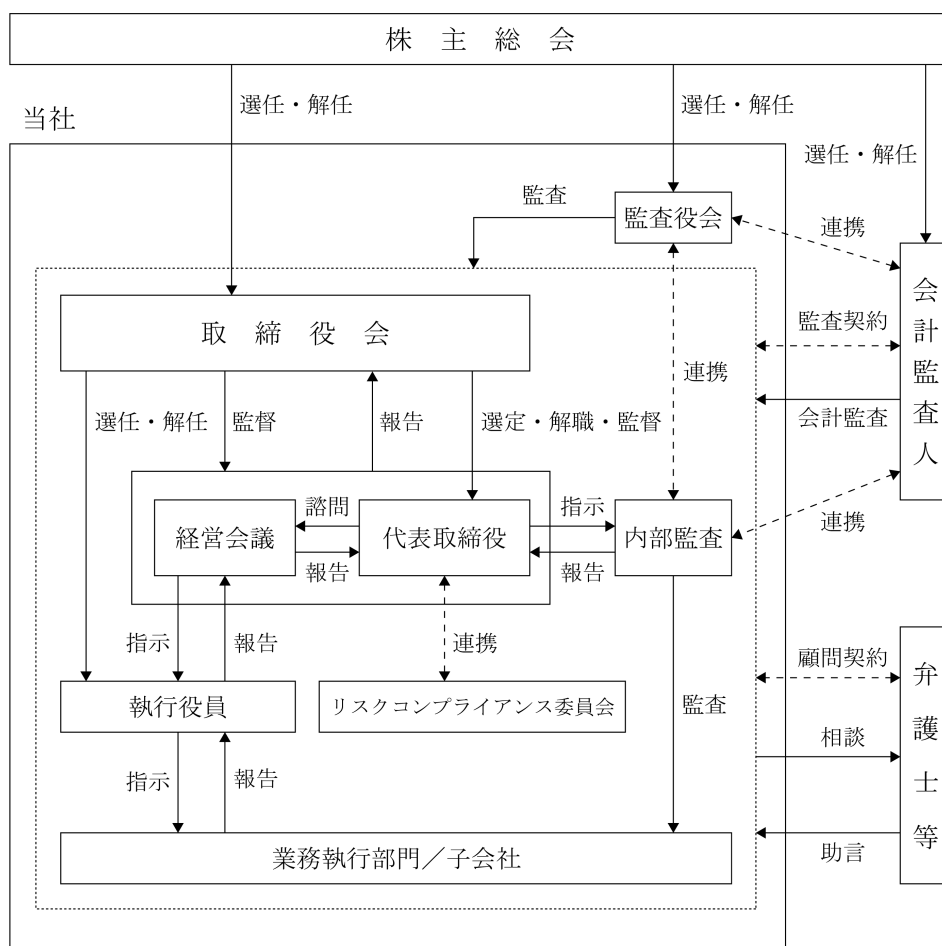 株主総会
選任・解任
選任・解任
当社
選任・解任
監査
監査役会
連携
会計監査人
取締役会
監査契約
連携
選任・解任
監督
報告
選定・解職・監督
会計監査
諮問
指示
経営会議
代表取締役
内部監査
連携
報告
報告
指示
報告
連携
顧問契約
弁護士等
執行役員
リスクコンプライアンス委員会
監査
相談
指示
報告
助言
業務執行部門／子会社